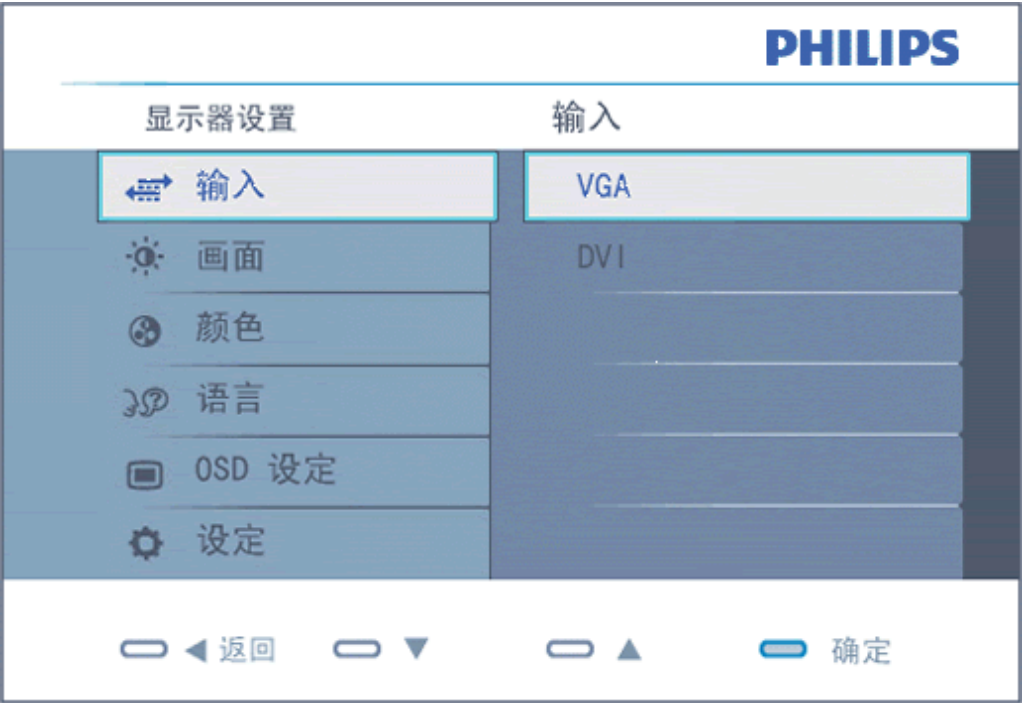 PHILIPS
显示器设置 输入
输入 VGA
画面 DVI
颜色
语言
OSD 设定
设定
返回 确定